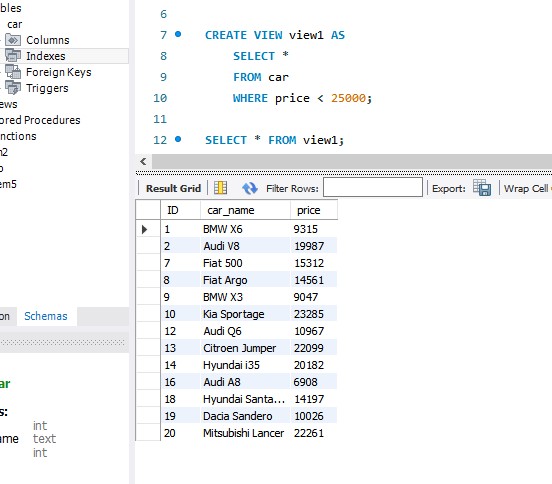 bles
car
Columns
Indexes
Foreign Keys
Triggers
ews
ored Procedures
nctions
m2
o
em5
on Schemas
ar
s:
int
ame text
int
6
7 CREATE VIEW view1 AS
8 SELECT *
9 FROM car
10 WHERE price < 25000;
11
12 SELECT * FROM view1;
Result Grid Filter Rows: Export: Wrap Cell
ID car_name price
1 BMW X6 9315
2 Audi V8 19987
7 Fiat 500 15312
8 Fiat Argo 14561
9 BMW X3 9047
10 Kia Sportage 23285
12 Audi Q6 10967
13 Citroen Jumper 22099
14 Hyundai i35 20182
16 Audi A8 6908
18 Hyundai Santa... 14197
19 Dacia Sandero 10026
20 Mitsubishi Lancer 22261